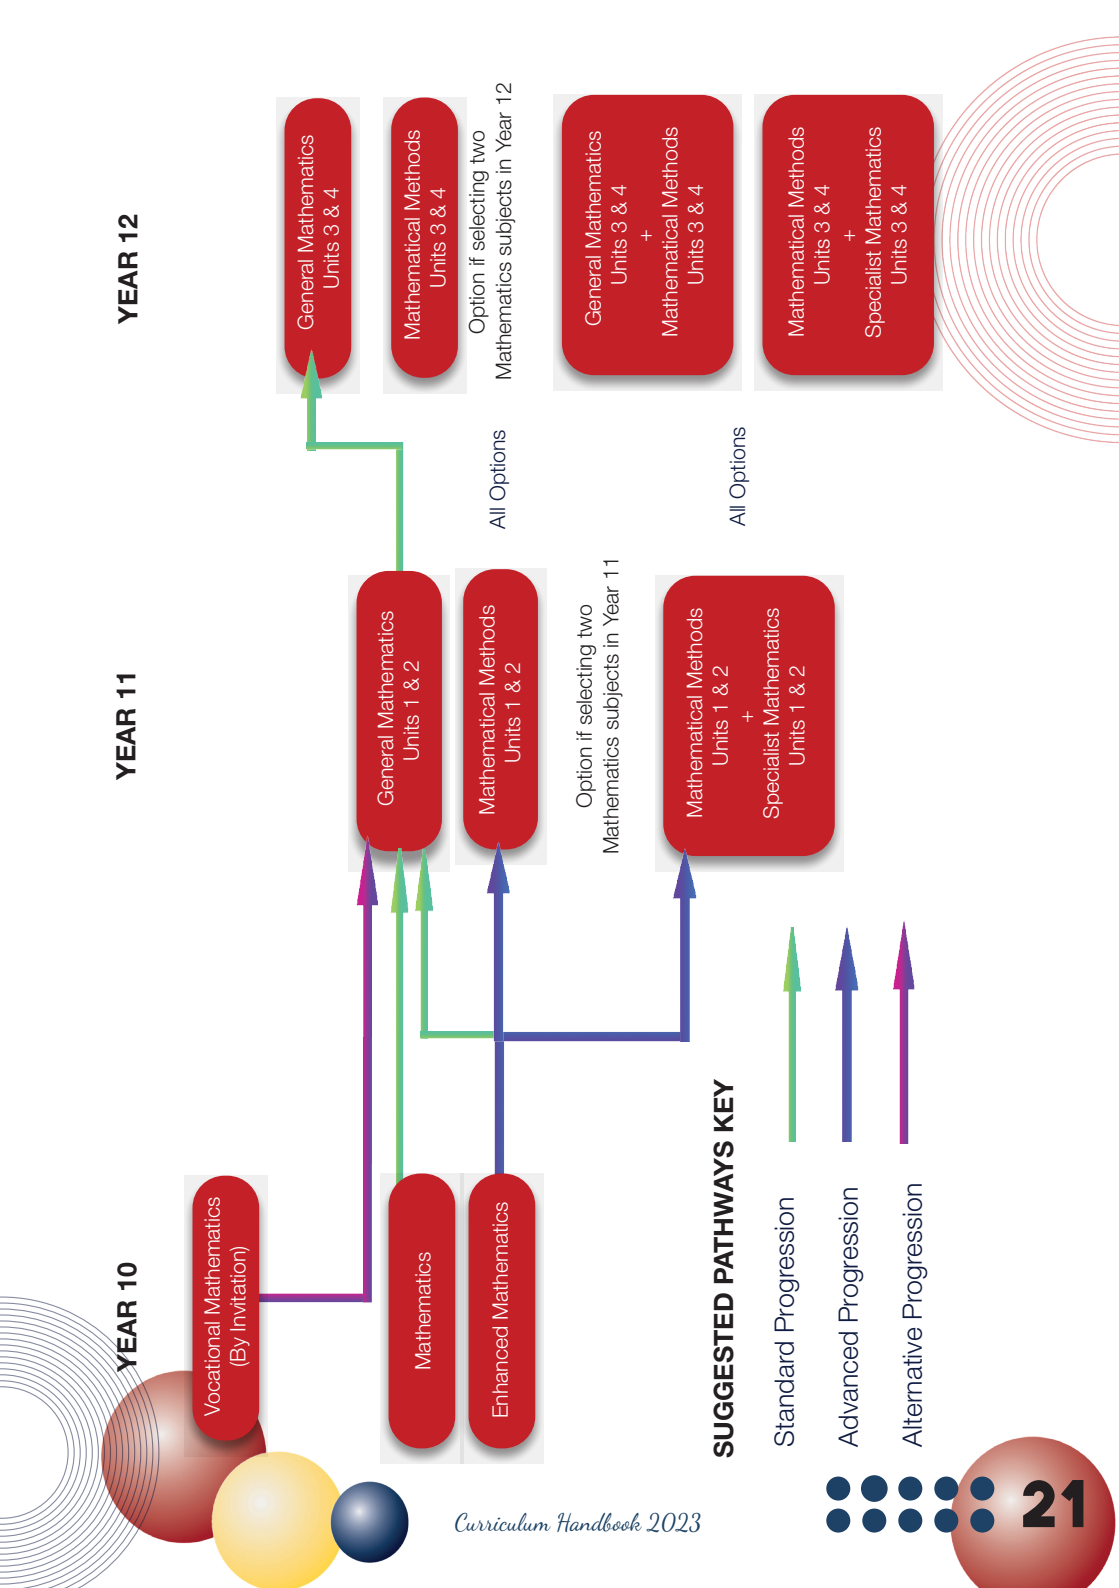 YEAR 10
YEAR 11
YEAR 12
Vocational Mathematics
(By Invitation)
Mathematics
Enhanced Mathematics
General Mathematics
Units 1 & 2
Mathematical Methods
Units 1 & 2
Option if selecting two
Mathematics subjects in Year 11
Mathematical Methods
Units 1 & 2
+
Specialist Mathematics
Units 1 & 2
All Options
All Options
General Mathematics
Units 3 & 4
Mathematical Methods
Units 3 & 4
Option if selecting two
Mathematics subjects in Year 12
General Mathematics
Units 3 & 4
+
Mathematical Methods
Units 3 & 4
Mathematical Methods
Units 3 & 4
+
Specialist Mathematics
Units 3 & 4
SUGGESTED PATHWAYS KEY
Standard Progression
Advanced Progression
Alternative Progression
Curriculum Handbook 2023
21